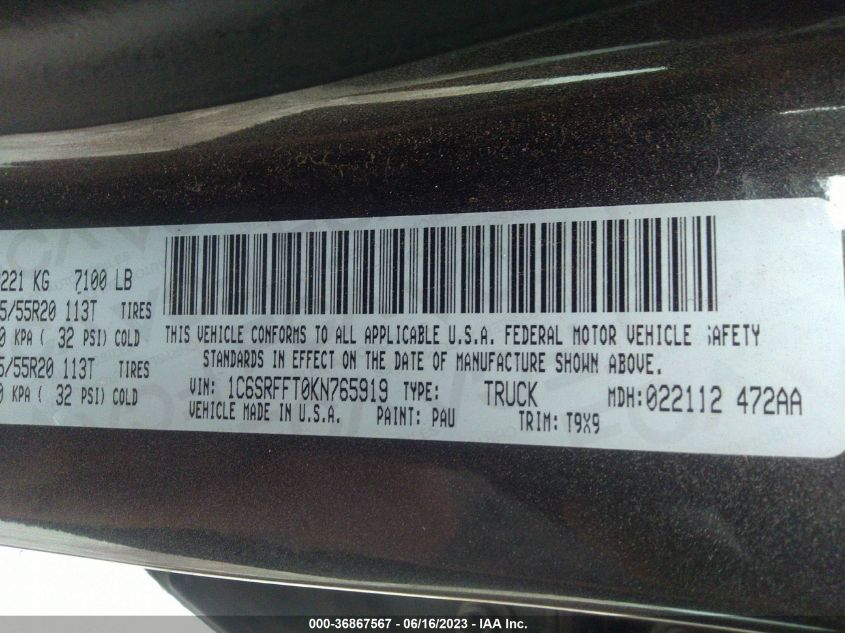 221 KG 7100 LB
5/55R20 113T TIRES
0 KPA ( 32 PSI) COLD
5/55R20 113T TIRES
0 KPA ( 32 PSI) COLD
THIS VEHICLE CONFORMS TO ALL APPLICABLE U.S.A. FEDERAL MOTOR VEHICLE SAFETY
STANDARDS IN EFFECT ON THE DATE OF MANUFACTURE SHOWN ABOVE.
VIN: 1C6SRFFT0KN765919 TYPE: TRUCK MDH:022112 472AA
VEHICLE MADE IN U.S.A. PAINT: PAU TRIM: T9X9
000-36867567 / 06/16/2023 / IAA Inc.